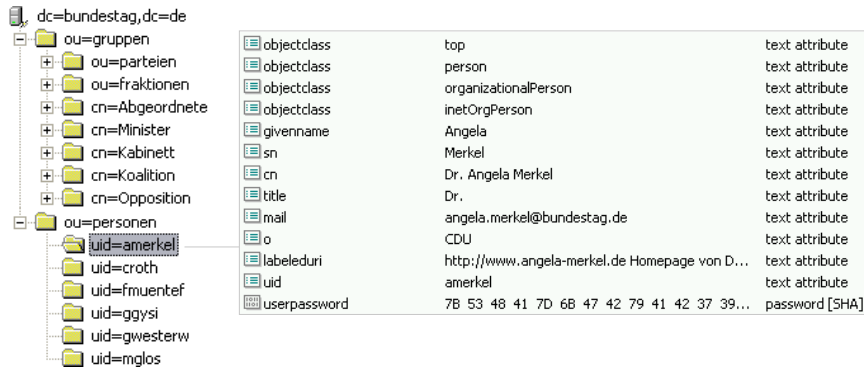 dc=bundestag,dc=de
ou=gruppen
ou=parteien
ou=fraktionen
cn=Abgeordnete
cn=Minister
cn=Kabinett
cn=Koalition
cn=Opposition
ou=personen
uid=amerkel
uid=croth
uid=fmuentef
uid=ggysi
uid=gwesterw
uid=mglos
objectclass top text attribute
objectclass person text attribute
objectclass organizationalPerson text attribute
objectclass inetOrgPerson text attribute
givenname Angela text attribute
sn Merkel text attribute
cn Dr. Angela Merkel text attribute
title Dr. text attribute
mail angela.merkel@bundestag.de text attribute
o CDU text attribute
labeleduri http://www.angela-merkel.de Homepage von D... text attribute
uid amerkel text attribute
userpassword 7B 53 48 41 7D 6B 47 42 79 41 42 37 39... password [SHA]